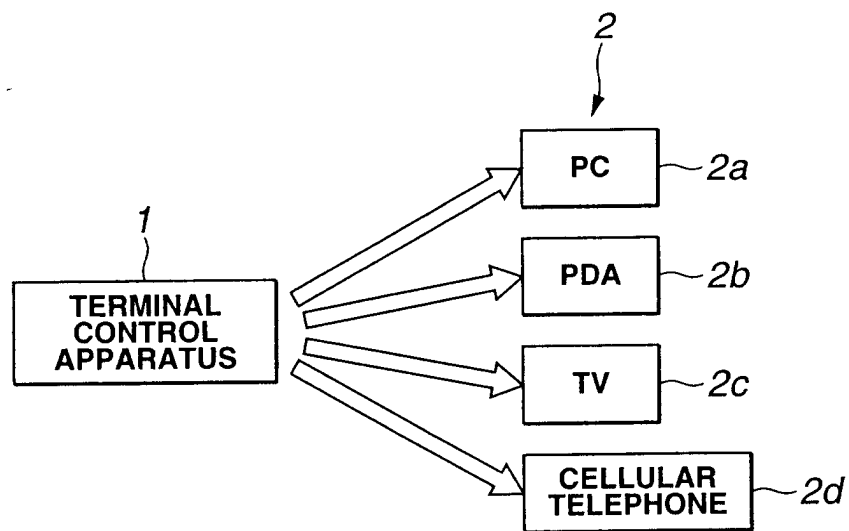 2
PC
2a
1
PDA
2b
TERMINAL
CONTROL
APPARATUS
TV
2c
CELLULAR
TELEPHONE
2d